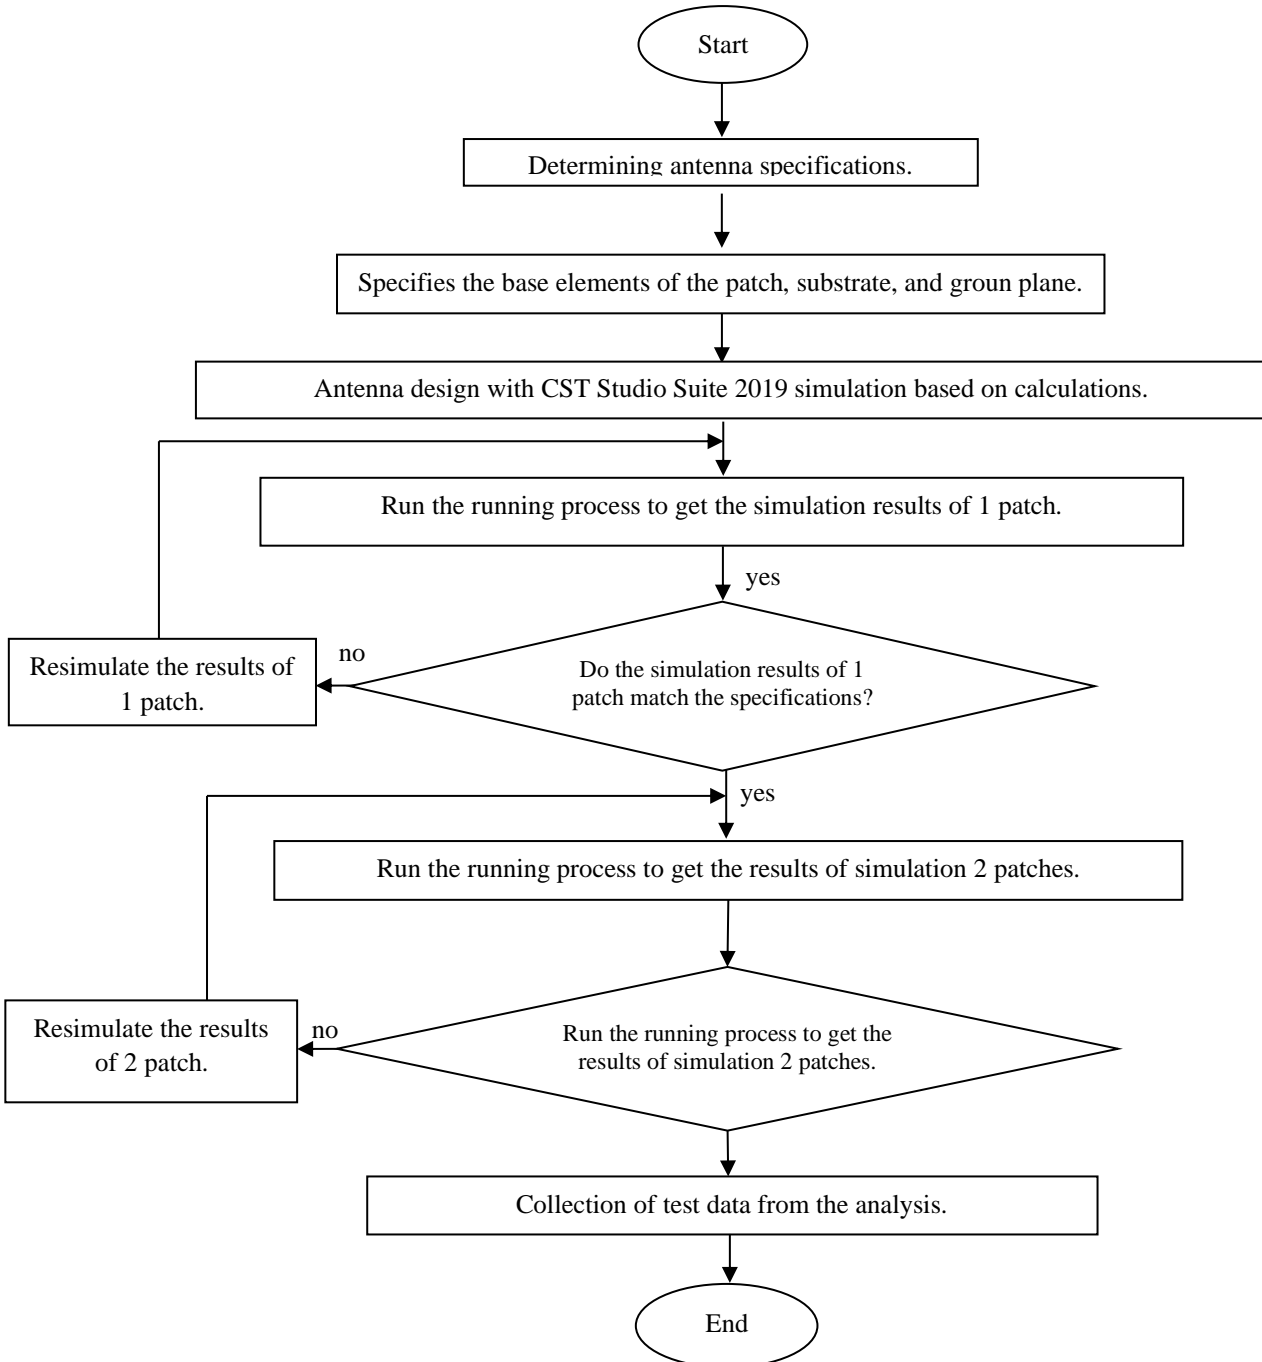 Start
Determining antenna specifications.
Specifies the base elements of the patch, substrate, and groun plane.
Antenna design with CST Studio Suite 2019 simulation based on calculations.
Run the running process to get the simulation results of 1 patch.
yes
Do the simulation results of 1
patch match the specifications?
no
Resimulate the results of
1 patch.
yes
Run the running process to get the results of simulation 2 patches.
Run the running process to get the
results of simulation 2 patches.
no
Resimulate the results
of 2 patch.
Collection of test data from the analysis.
End